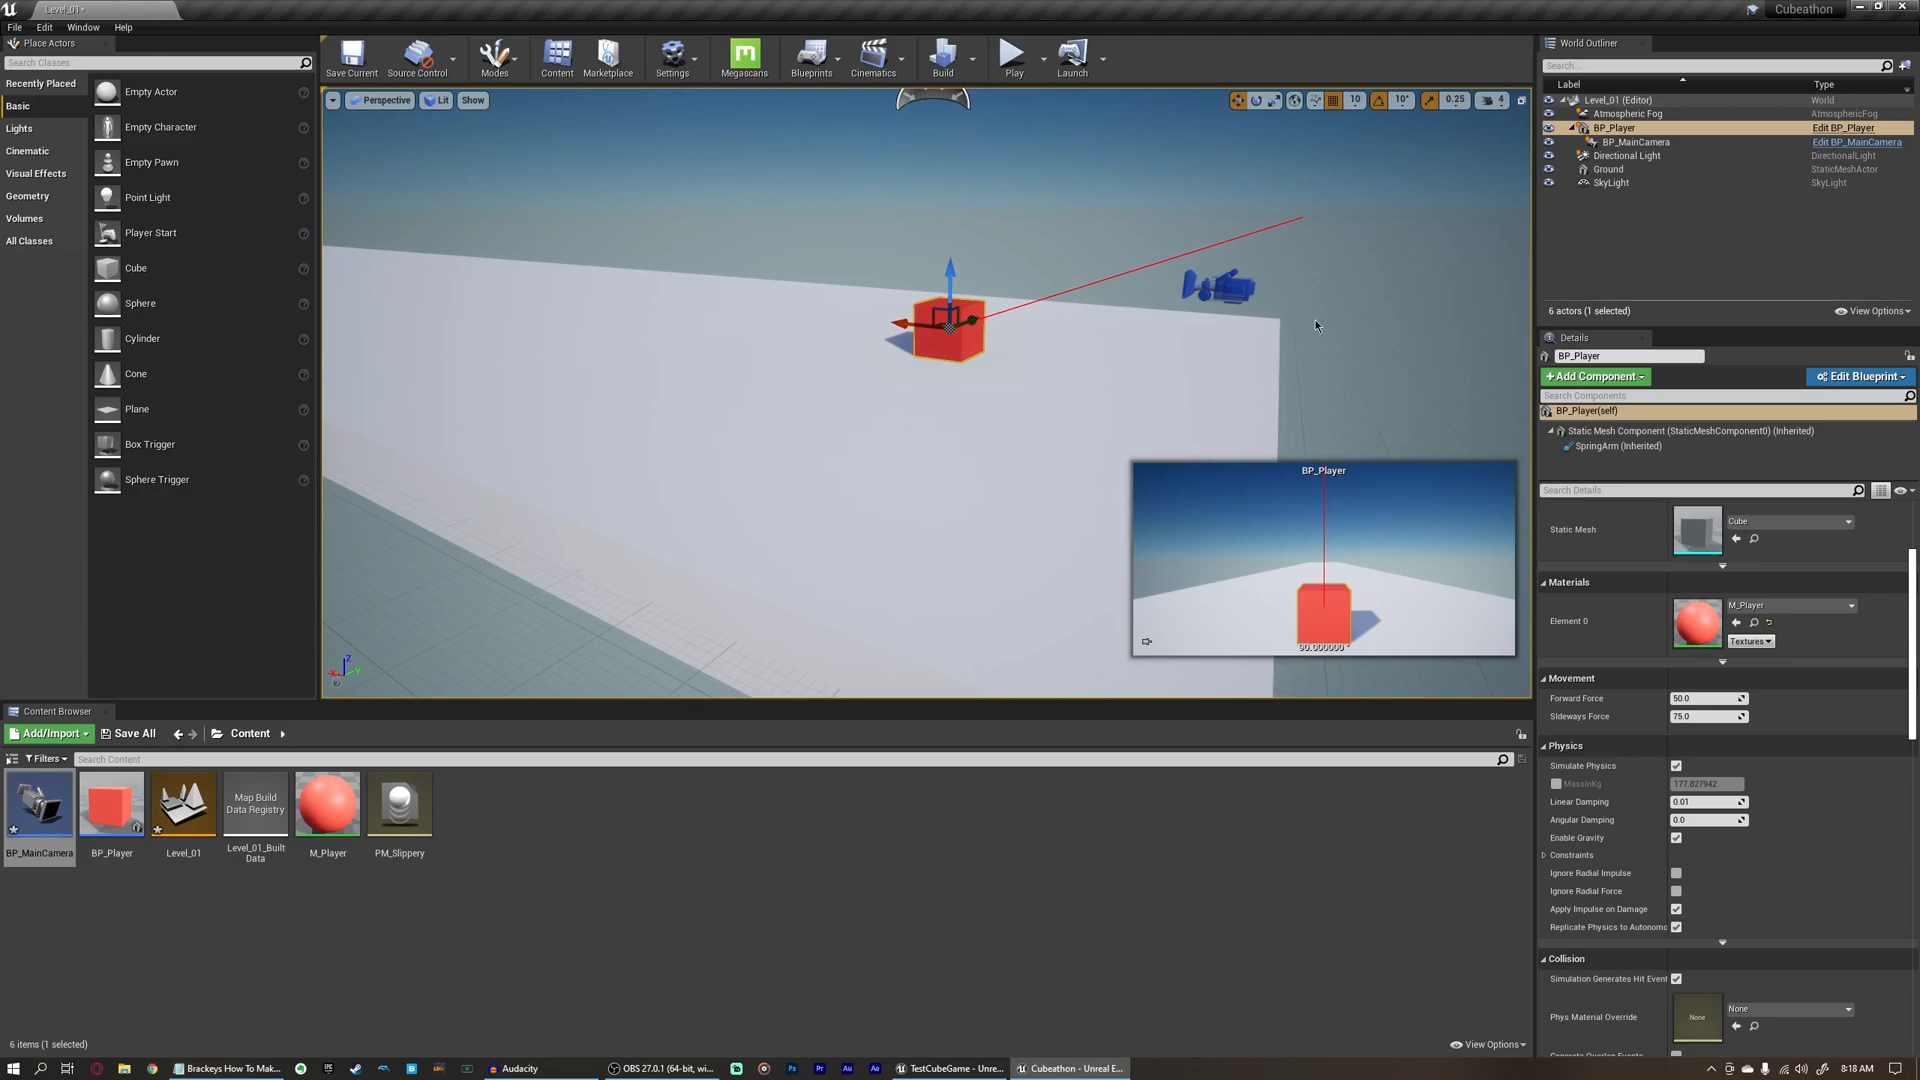 Level_01*
Cubeathon
File Edit Window Help
Place Actors
Search Classes
Recently Placed
Basic
Lights
Cinematic
Visual Effects
Geometry
Volumes
All Classes
Empty Actor
Empty Character
Empty Pawn
Point Light
Player Start
Cube
Sphere
Cylinder
Cone
Plane
Box Trigger
Sphere Trigger
Save Current
Source Control
Modes
Content
Marketplace
Settings
Megascans
Blueprints
Cinematics
Build
Play
Launch
Perspective
Lit
Show
10
10°
0.25
4
BP_Player
90.000000 °
World Outliner
Search...
Label Type
Level_01 (Editor) World
Atmospheric Fog AtmosphericFog
BP_Player Edit BP_Player
BP_MainCamera Edit BP_MainCamera
Directional Light DirectionalLight
Ground StaticMeshActor
SkyLight SkyLight
6 actors (1 selected) View Options
Details
BP_Player
+ Add Component Edit Blueprint
Search Components
BP_Player(self)
Static Mesh Component (StaticMeshComponent0) (Inherited)
SpringArm (Inherited)
Search Details
Static Mesh Cube
Materials
Element 0 M_Player
Textures
Movement
Forward Force 50.0
Sideways Force 75.0
Physics
Simulate Physics
MassInKg 177.827942
Linear Damping 0.01
Angular Damping 0.0
Enable Gravity
Constraints
Ignore Radial Impulse
Ignore Radial Force
Apply Impulse on Damage
Replicate Physics to Autonomo
Collision
Simulation Generates Hit Event
Phys Material Override None None
Content Browser
Add/Import Save All Content
Filters Search Content
BP_MainCamera
BP_Player
Level_01
Map Build Data Registry
Level_01_Built Data
M_Player
PM_Slippery
6 items (1 selected) View Options
Brackeys How To Mak...
Audacity
OBS 27.0.1 (64-bit, wi...
TestCubeGame - Unre...
Cubeathon - Unreal E...
8:18 AM